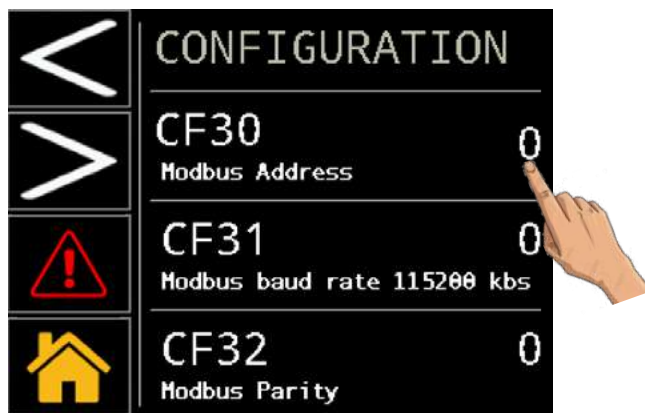 CONFIGURATION
CF30 0
Modbus Address
CF31 0
Modbus baud rate 115200 kbs
CF32 0
Modbus Parity